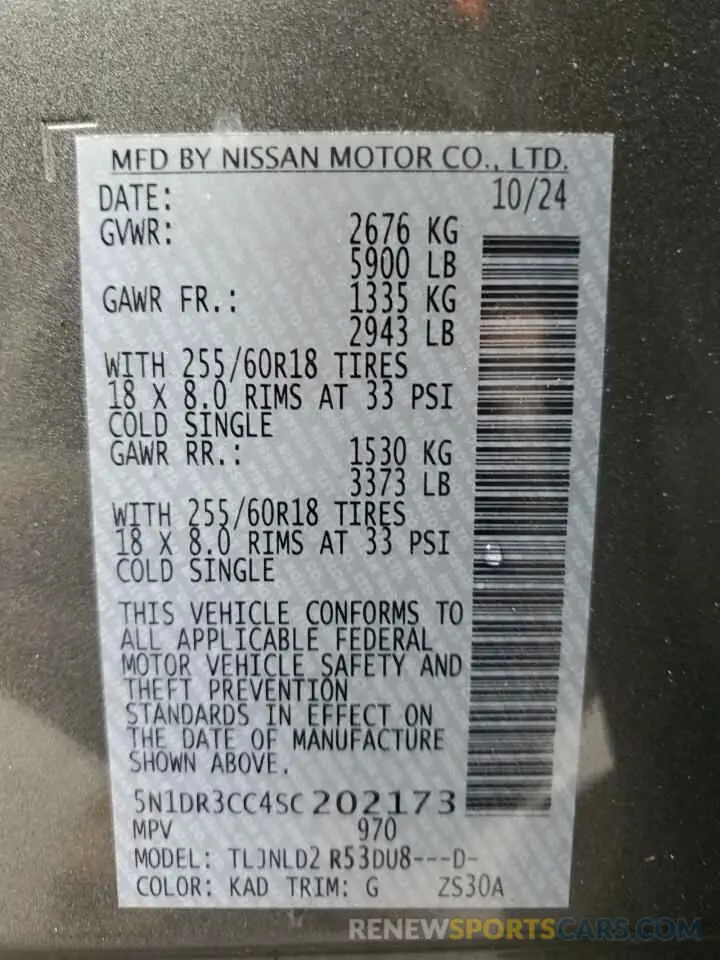 MFD BY NISSAN MOTOR CO., LTD.
DATE: 10/24
GVWR: 2676 KG
5900 LB
GAWR FR.: 1335 KG
2943 LB
WITH 255/60R18 TIRES
18 X 8.0 RIMS AT 33 PSI
COLD SINGLE
GAWR RR.: 1530 KG
3373 LB
WITH 255/60R18 TIRES
18 X 8.0 RIMS AT 33 PSI
COLD SINGLE
THIS VEHICLE CONFORMS TO
ALL APPLICABLE FEDERAL
MOTOR VEHICLE SAFETY AND
THEFT PREVENTION
STANDARDS IN EFFECT ON
THE DATE OF MANUFACTURE
SHOWN ABOVE.
5N1DR3CC4SC202173
MPV 970
MODEL: R53DU8---D-
COLOR: KAD TRIM: G ZS30A
RENEWSPORTSCARS.COM